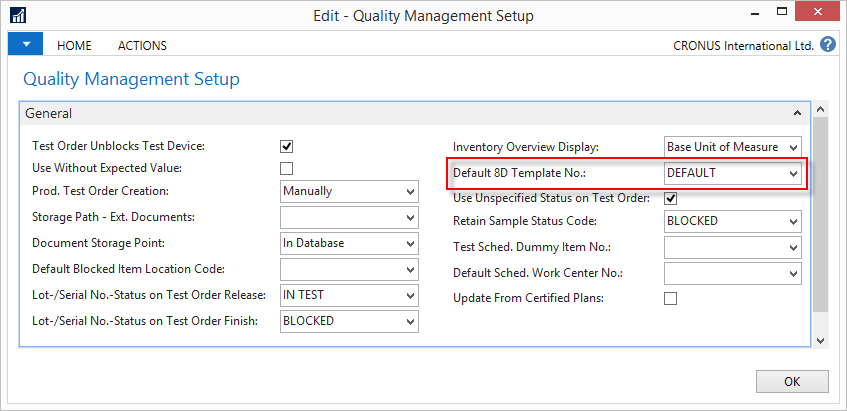 Edit - Quality Management Setup
HOME ACTIONS CRONUS International Ltd. ?
Quality Management Setup
General
Test Order Unblocks Test Device:
Use Without Expected Value:
Prod. Test Order Creation: Manually
Storage Path - Ext. Documents:
Document Storage Point: In Database
Default Blocked Item Location Code:
Lot-/Serial No.-Status on Test Order Release: IN TEST
Lot-/Serial No.-Status on Test Order Finish: BLOCKED
Inventory Overview Display: Base Unit of Measure
Default 8D Template No.: DEFAULT
Use Unspecified Status on Test Order:
Retain Sample Status Code: BLOCKED
Test Sched. Dummy Item No.:
Default Sched. Work Center No.:
Update From Certified Plans:
OK